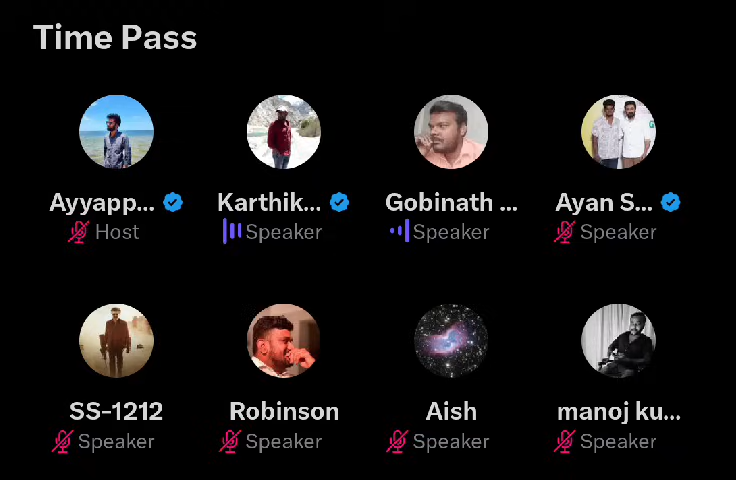 Time Pass
Ayyapp... Karthik... Gobinath ... Ayan S...
Host Speaker Speaker Speaker
SS-1212 Robinson Aish manoj ku...
Speaker Speaker Speaker Speaker